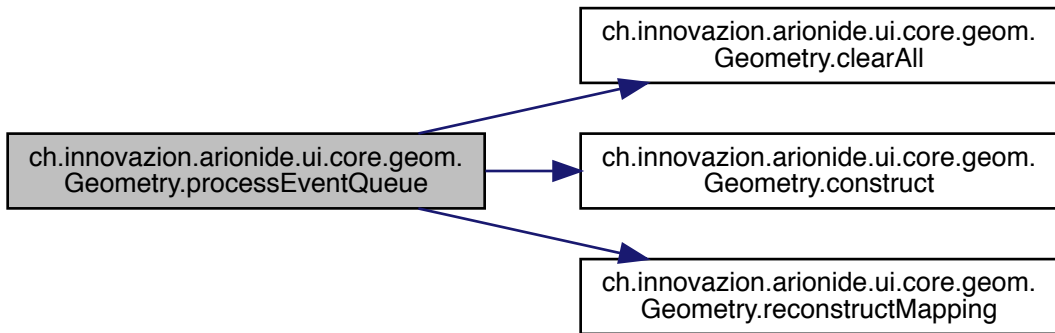 ch.innovazion.arionide.ui.core.geom.
Geometry.clearAll
ch.innovazion.arionide.ui.core.geom.
Geometry.processEventQueue
ch.innovazion.arionide.ui.core.geom.
Geometry.construct
ch.innovazion.arionide.ui.core.geom.
Geometry.reconstructMapping